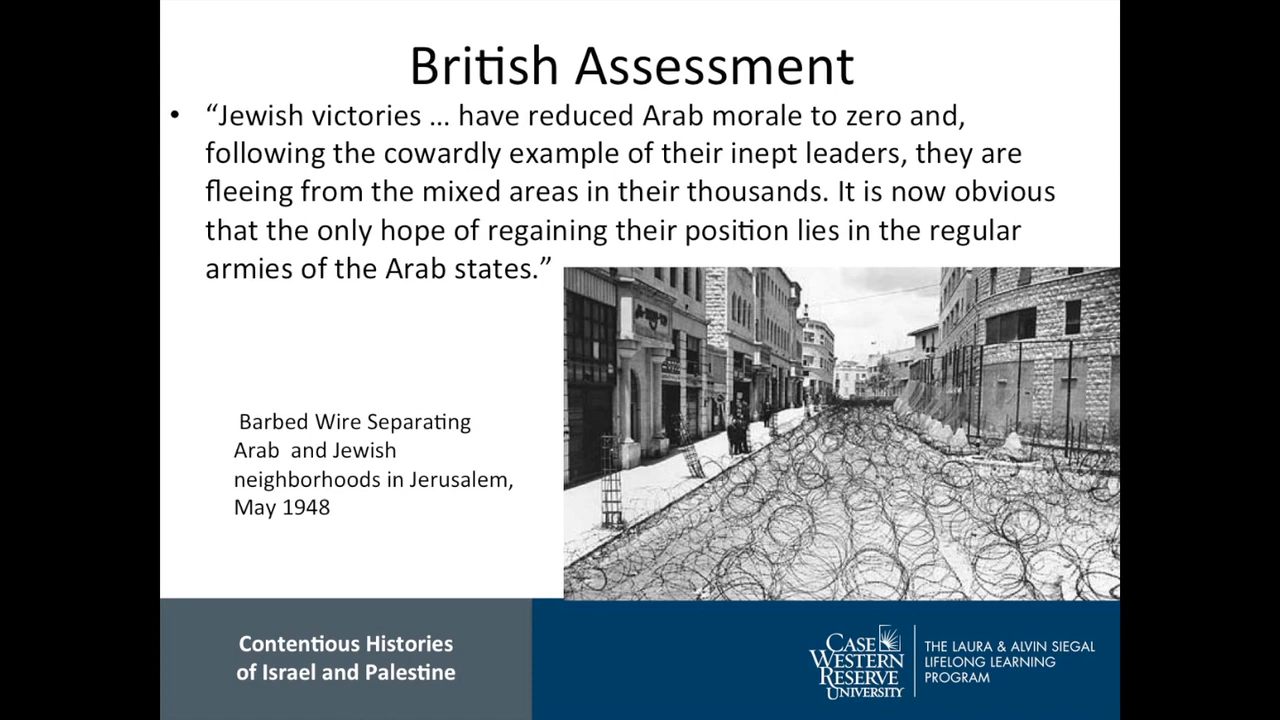 British Assessment
• “Jewish victories … have reduced Arab morale to zero and,
following the cowardly example of their inept leaders, they are
fleeing from the mixed areas in their thousands. It is now obvious
that the only hope of regaining their position lies in the regular
armies of the Arab states.”
Barbed Wire Separating
Arab and Jewish
neighborhoods in Jerusalem,
May 1948
Contentious Histories
of Israel and Palestine
CASE
WESTERN
RESERVE
UNIVERSITY
THE LAURA & ALVIN SIEGAL
LIFELONG LEARNING
PROGRAM